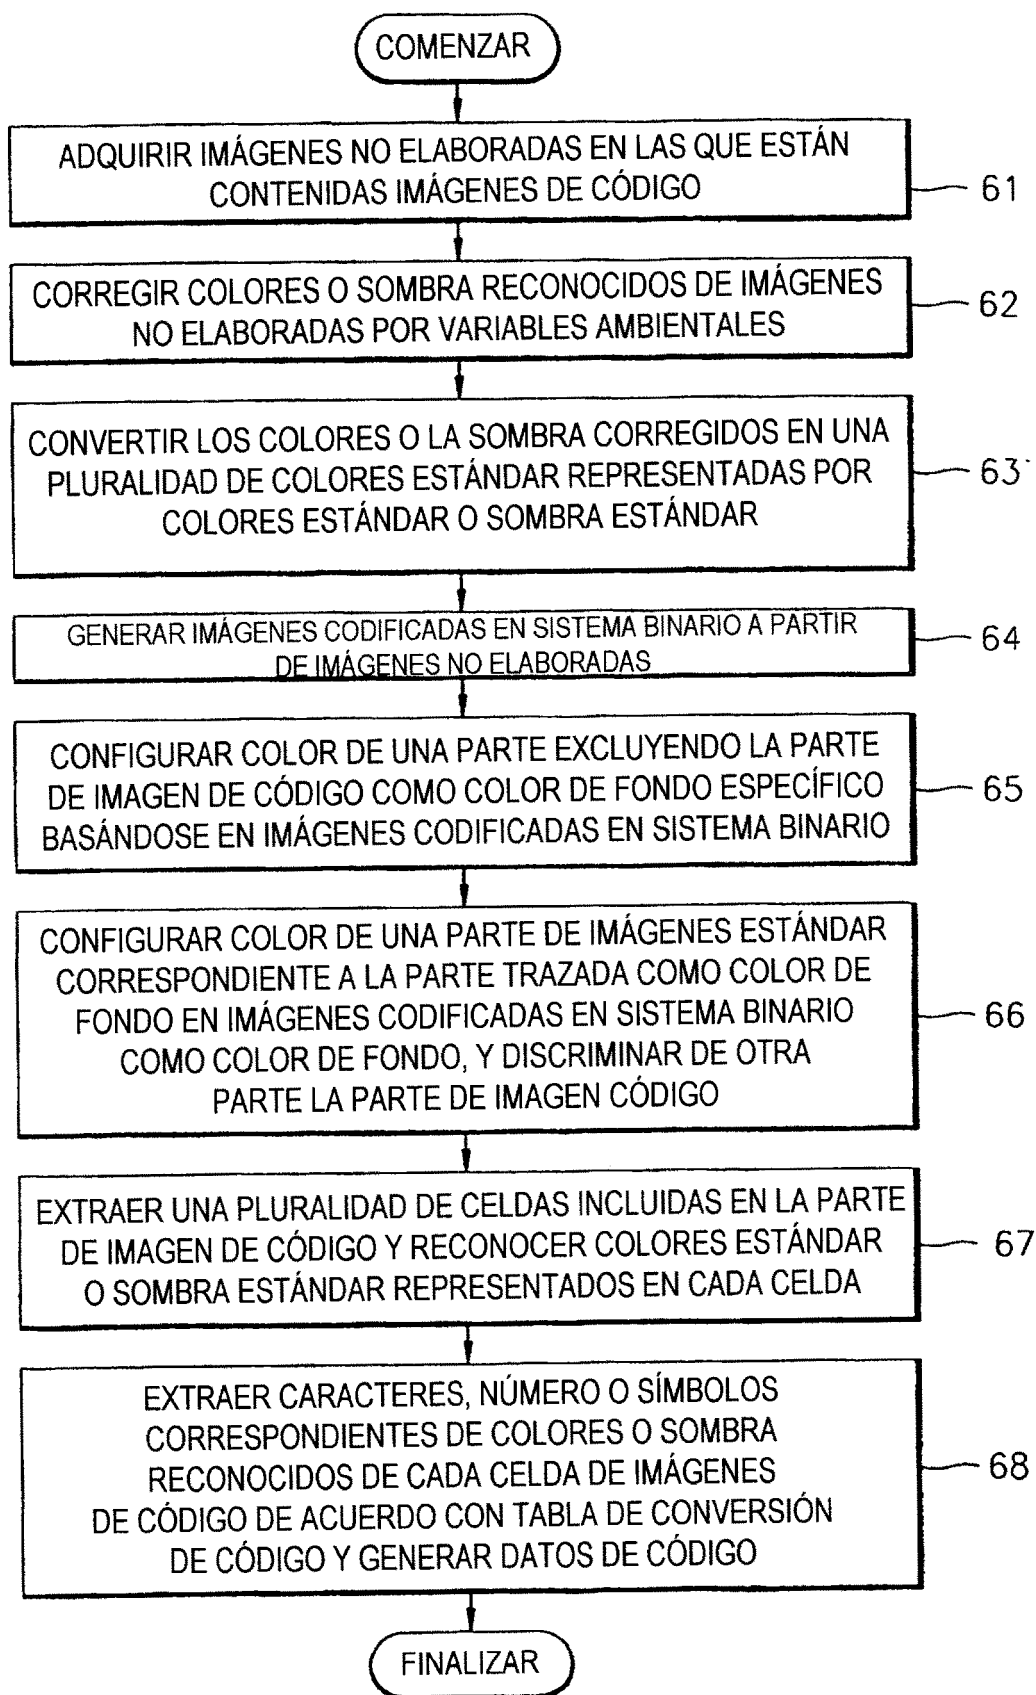 COMENZAR
ADQUIRIR IMÁGENES NO ELABORADAS EN LAS QUE ESTÁN
CONTENIDAS IMÁGENES DE CÓDIGO
61
CORREGIR COLORES O SOMBRA RECONOCIDOS DE IMÁGENES
NO ELABORADAS POR VARIABLES AMBIENTALES
62
CONVERTIR LOS COLORES O LA SOMBRA CORREGIDOS EN UNA
PLURALIDAD DE COLORES ESTÁNDAR REPRESENTADAS POR
COLORES ESTÁNDAR O SOMBRA ESTÁNDAR
63
GENERAR IMÁGENES CODIFICADAS EN SISTEMA BINARIO A PARTIR
DE IMÁGENES NO ELABORADAS
64
CONFIGURAR COLOR DE UNA PARTE EXCLUYENDO LA PARTE
DE IMAGEN DE CÓDIGO COMO COLOR DE FONDO ESPECÍFICO
BASÁNDOSE EN IMÁGENES CODIFICADAS EN SISTEMA BINARIO
65
CONFIGURAR COLOR DE UNA PARTE DE IMÁGENES ESTÁNDAR
CORRESPONDIENTE A LA PARTE TRAZADA COMO COLOR DE
FONDO EN IMÁGENES CODIFICADAS EN SISTEMA BINARIO
COMO COLOR DE FONDO, Y DISCRIMINAR DE OTRA
PARTE LA PARTE DE IMAGEN CÓDIGO
66
EXTRAER UNA PLURALIDAD DE CELDAS INCLUIDAS EN LA PARTE
DE IMAGEN DE CÓDIGO Y RECONOCER COLORES ESTÁNDAR
O SOMBRA ESTÁNDAR REPRESENTADOS EN CADA CELDA
67
EXTRAER CARACTERES, NÚMERO O SÍMBOLOS
CORRESPONDIENTES DE COLORES O SOMBRA
RECONOCIDOS DE CADA CELDA DE IMÁGENES
DE CÓDIGO DE ACUERDO CON TABLA DE CONVERSIÓN
DE CÓDIGO Y GENERAR DATOS DE CÓDIGO
68
FINALIZAR